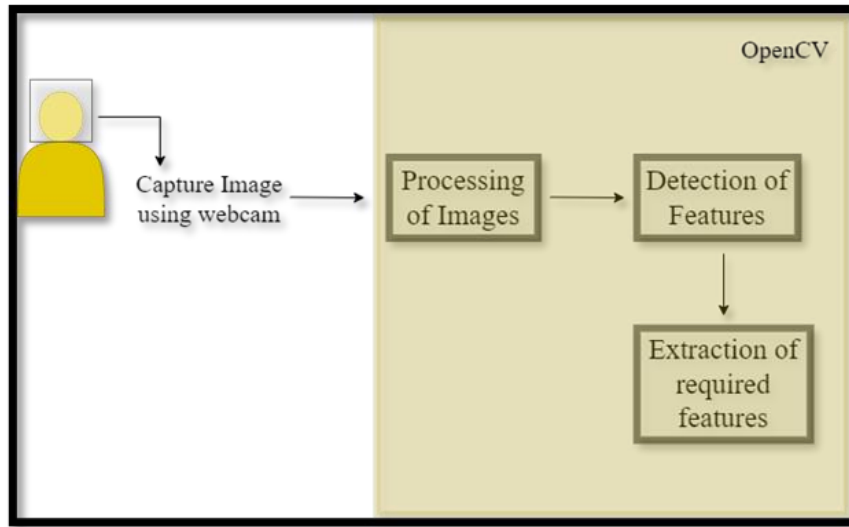 OpenCV
Capture Image
using webcam
Processing
of Images
Detection of
Features
Extraction of
required
features